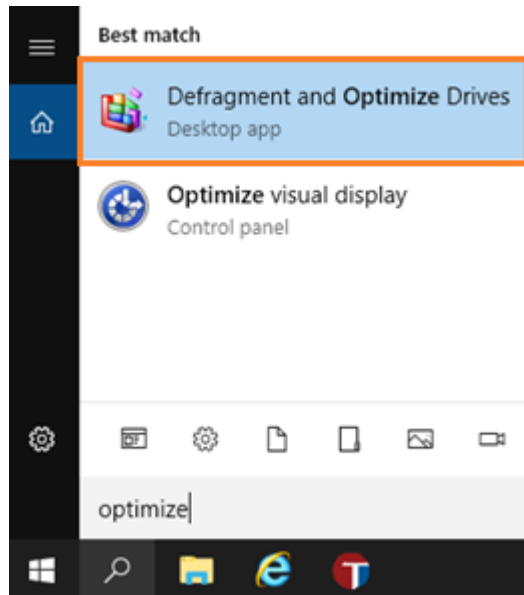 Best match
Defragment and Optimize Drives
Desktop app
Optimize visual display
Control panel
optimize